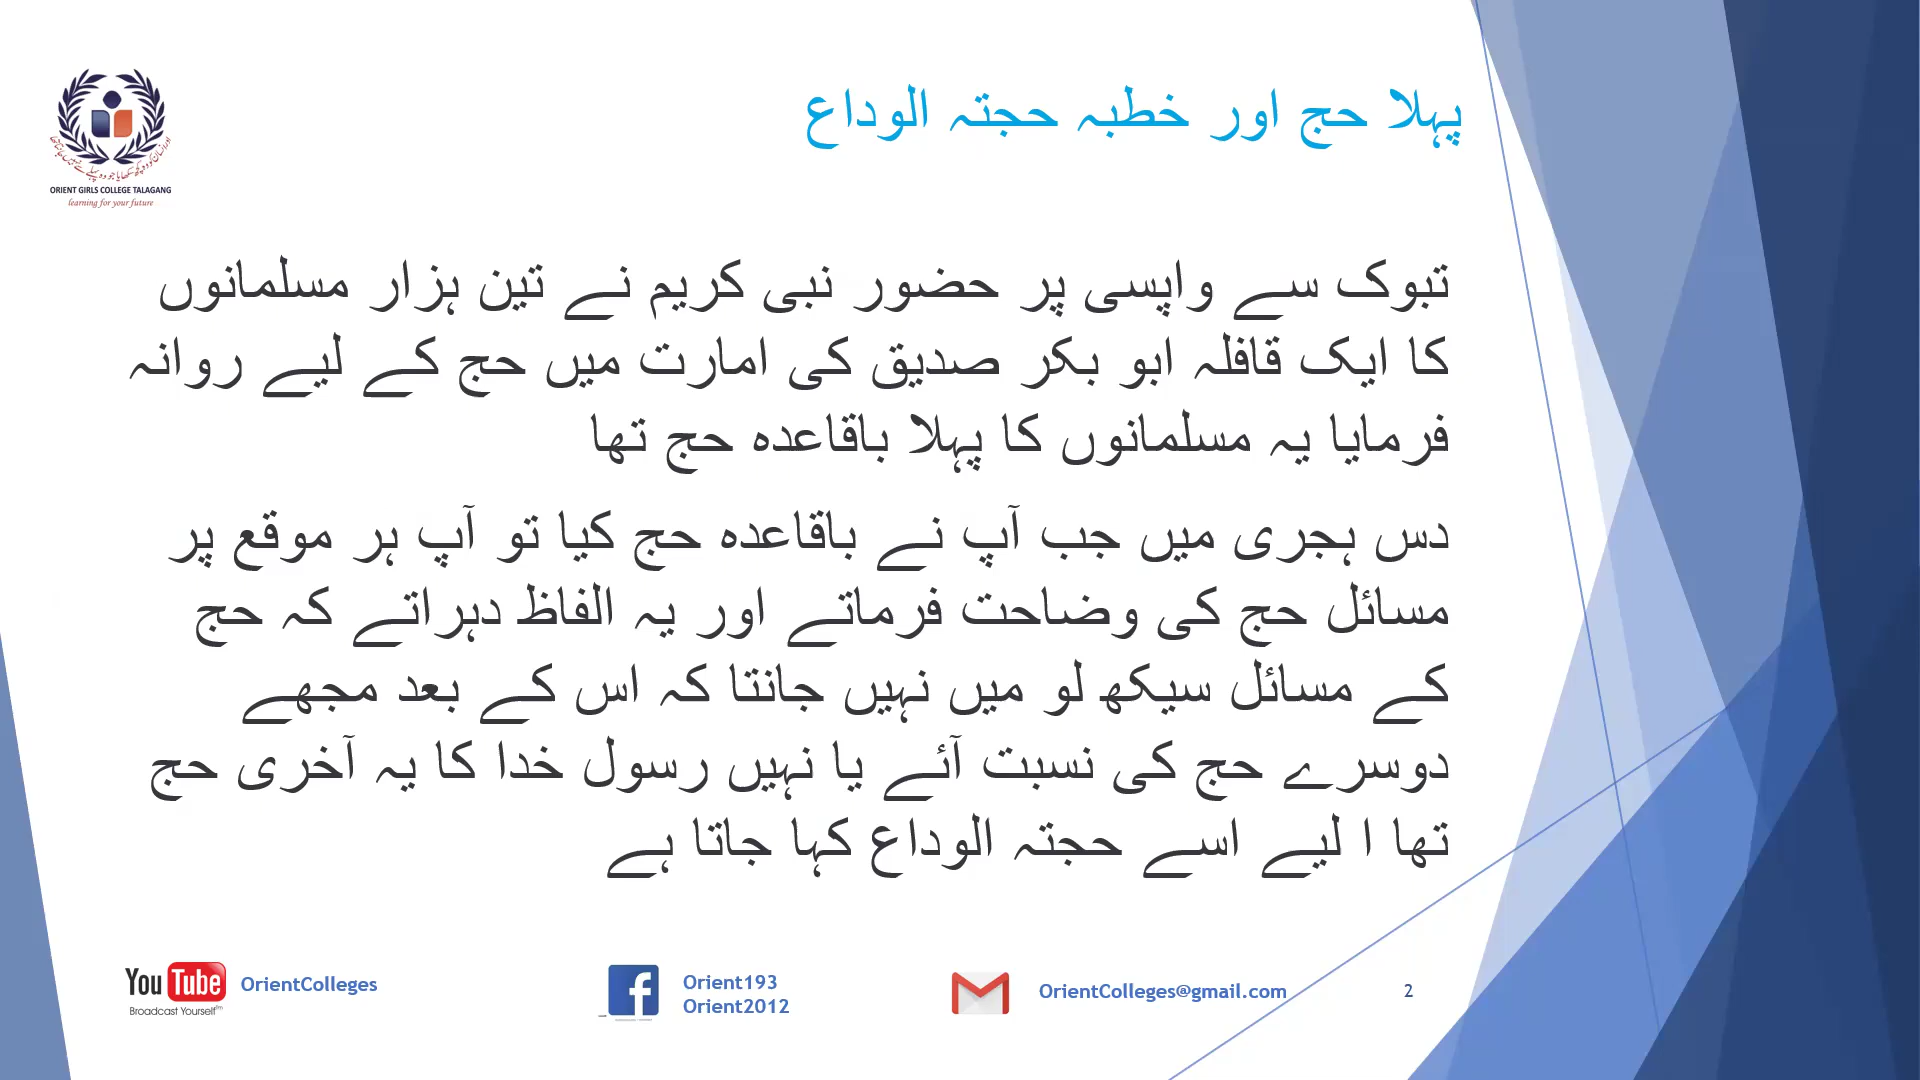 پہلا حج اور خطبہ حجتہ الوداع
ORIENT GIRLS COLLEGE TALAGANG
learning for your future
تبوک سے واپسی پر حضور نبی کریم نے تین ہزار مسلمانوں
کا ایک قافلہ ابو بکر صدیق کی امارت میں حج کے لیے روانہ
فرمایا یہ مسلمانوں کا پہلا باقاعدہ حج تھا
دس ہجری میں جب آپ نے باقاعدہ حج کیا تو آپ ہر موقع پر
مسائل حج کی وضاحت فرماتے اور یہ الفاظ دہراتے کہ حج
کے مسائل سیکھ لو میں نہیں جانتا کہ اس کے بعد مجھے
دوسرے حج کی نسبت آئے یا نہیں رسول خدا کا یہ آخری حج
تھا ا لیے اسے حجتہ الوداع کہا جاتا ہے
YouTube
Broadcast Yourself™
OrientColleges
Orient193
Orient2012
OrientColleges@gmail.com
2